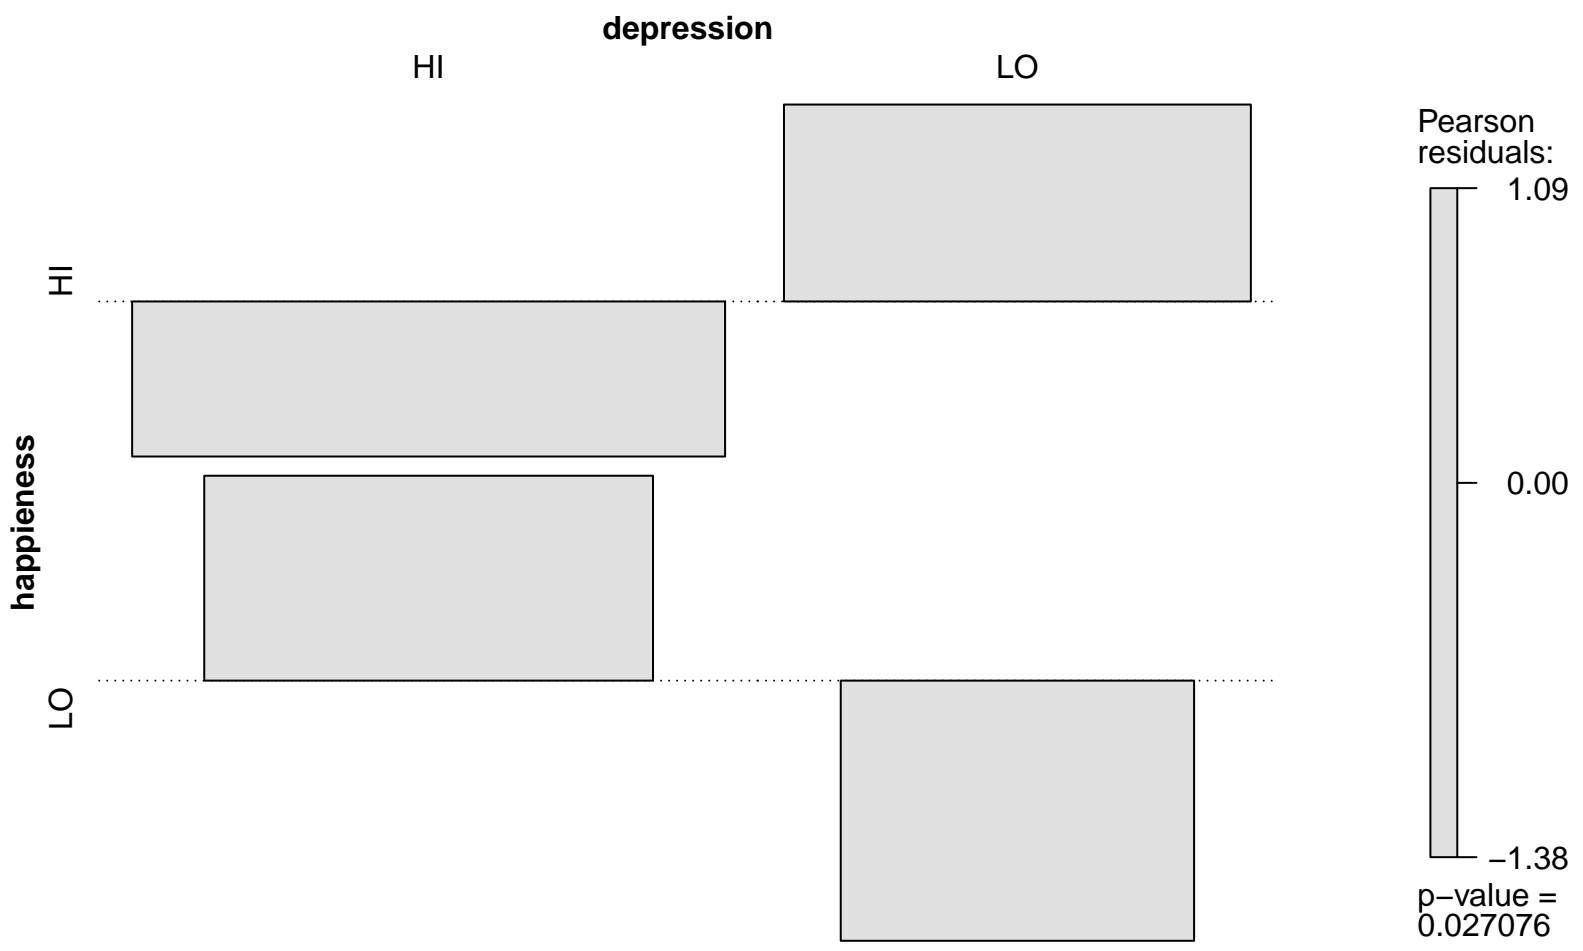 depression
HI
LO
HI
happieness
LO
Pearson
residuals:
1.09
0.00
−1.38
p−value =
0.027076